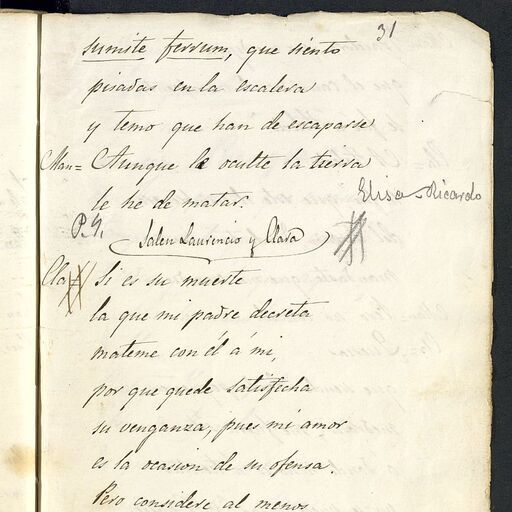 31
sumite ferrum, que siento
pisadas en la escalera
y temo que han de escaparse
Man= Aunque le oculte la tierra
le he de matar.
Elisa - Ricardo
P. Y.
Salen Laurencio y Clara
Cla= Si es su muerte
la que mi padre decreta
mateme con él á mi,
por que quede satisfecha
su venganza, pues mi amor
es la ocasion de su ofensa.
Pero considere al menos